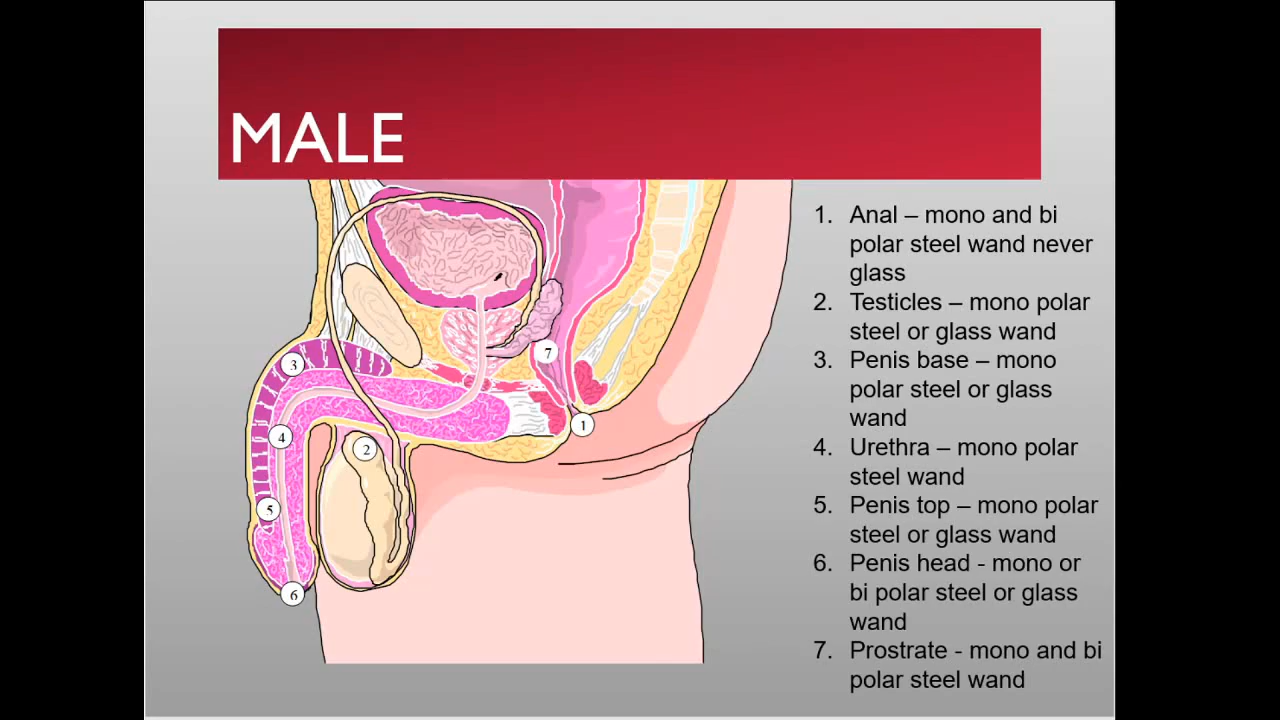 MALE
1. Anal – mono and bi
polar steel wand never
glass
2. Testicles – mono polar
steel or glass wand
3. Penis base – mono
polar steel or glass
wand
4. Urethra – mono polar
steel wand
5. Penis top – mono polar
steel or glass wand
6. Penis head - mono or
bi polar steel or glass
wand
7. Prostrate - mono and bi
polar steel wand
3
7
1
4
2
5
6